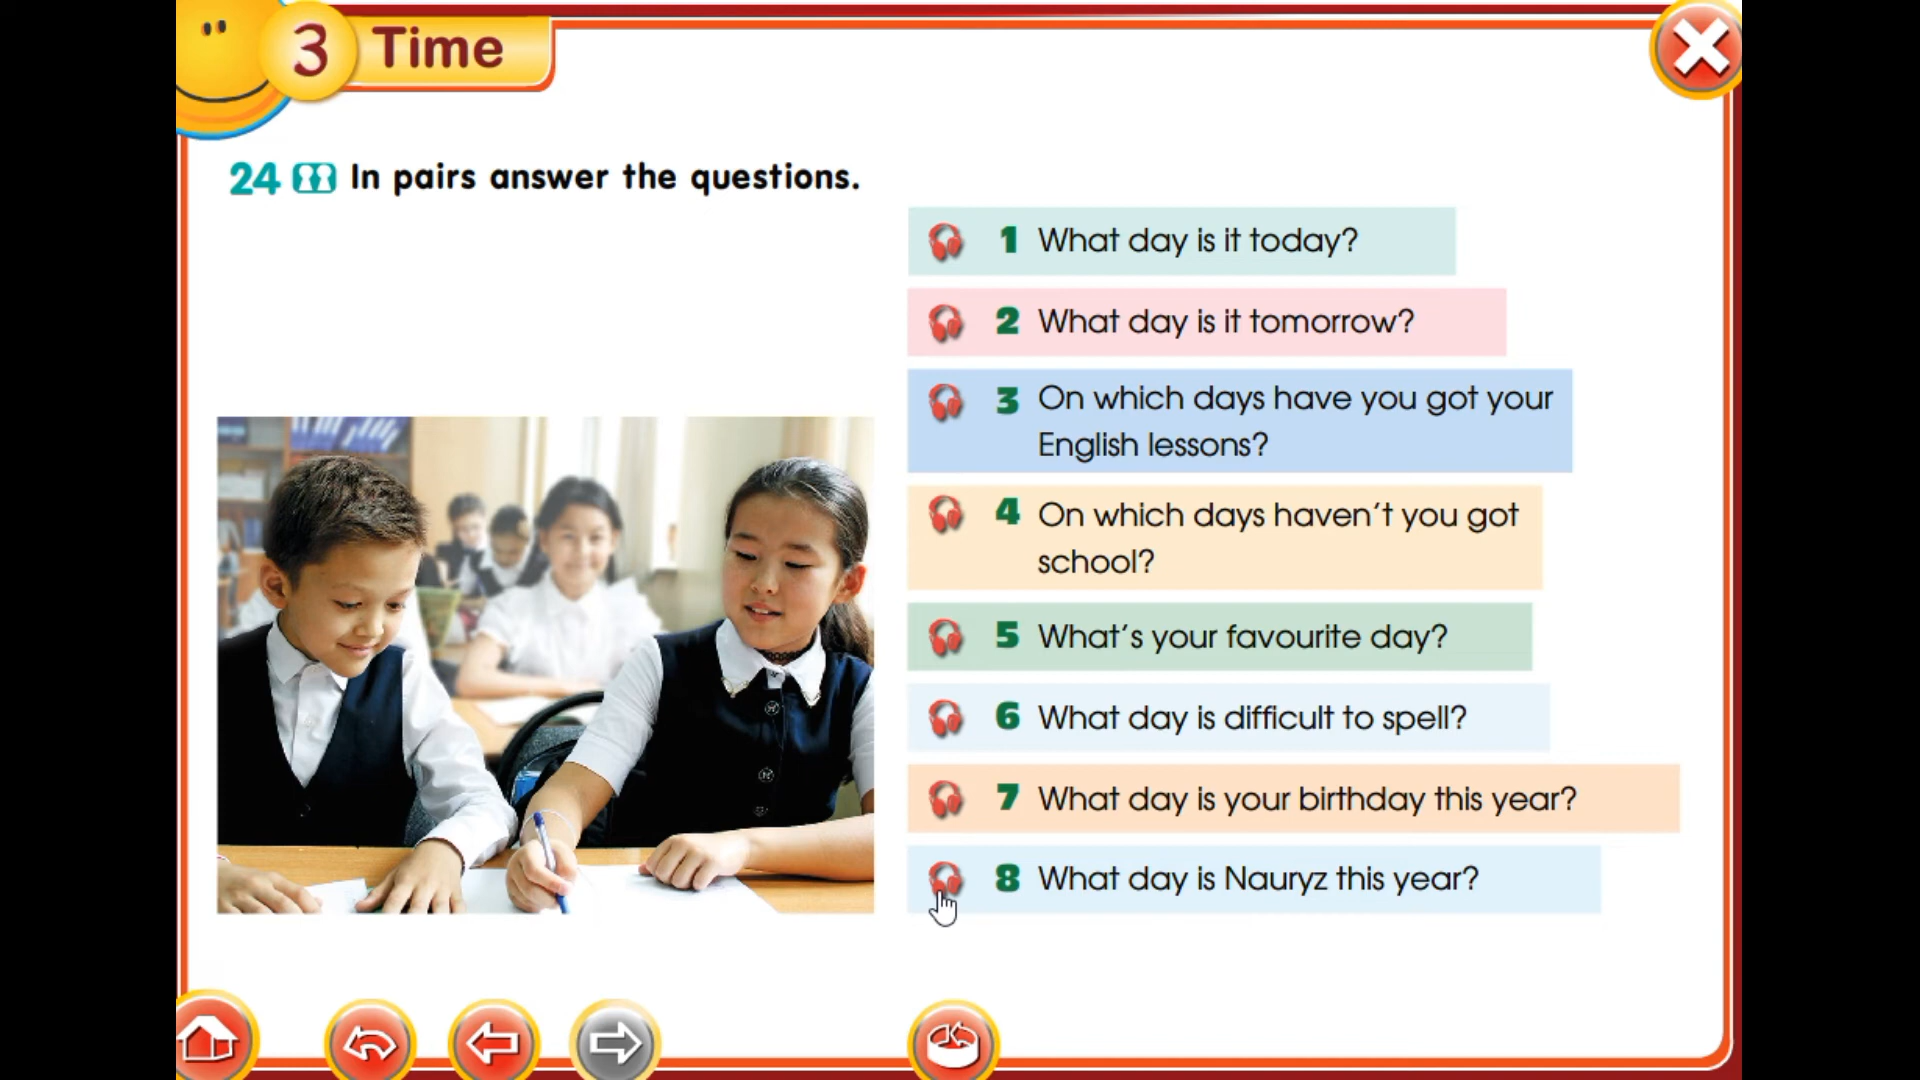 3 Time
24 In pairs answer the questions.
1 What day is it today?
2 What day is it tomorrow?
3 On which days have you got your
English lessons?
4 On which days haven't you got
school?
5 What's your favourite day?
6 What day is difficult to spell?
7 What day is your birthday this year?
8 What day is Nauryz this year?